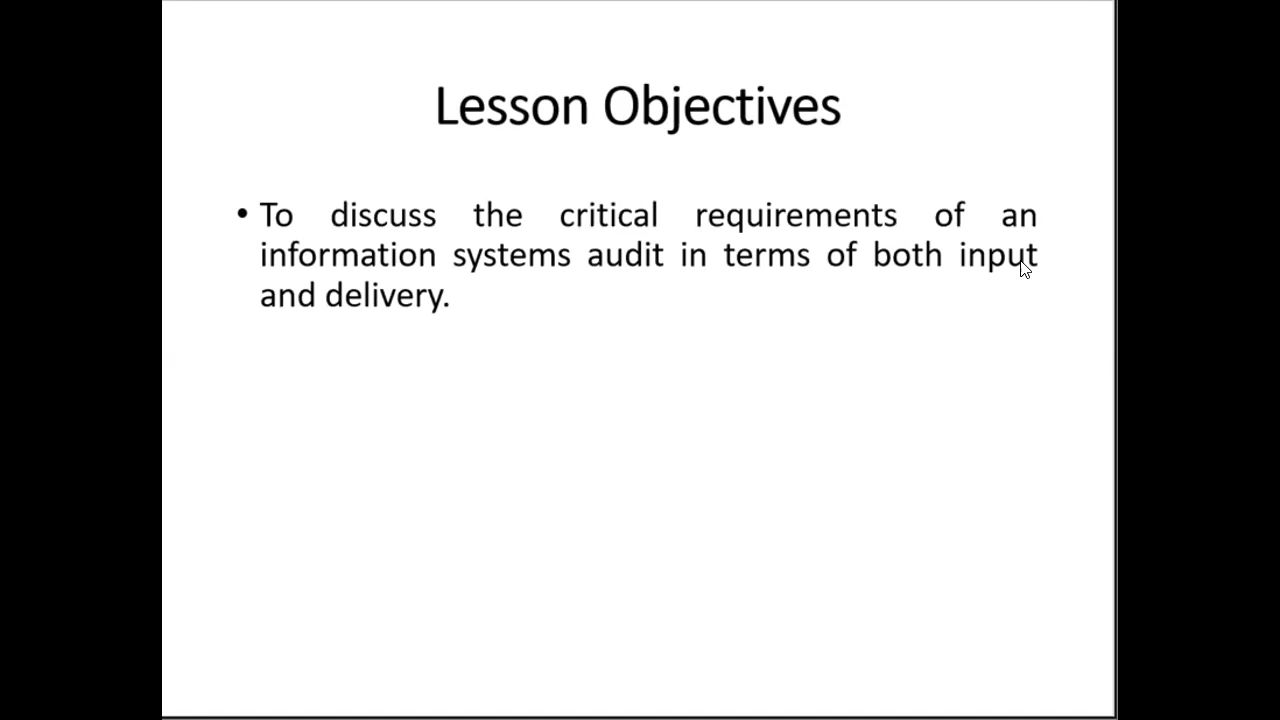 Lesson Objectives
• To discuss the critical requirements of an
information systems audit in terms of both input
and delivery.